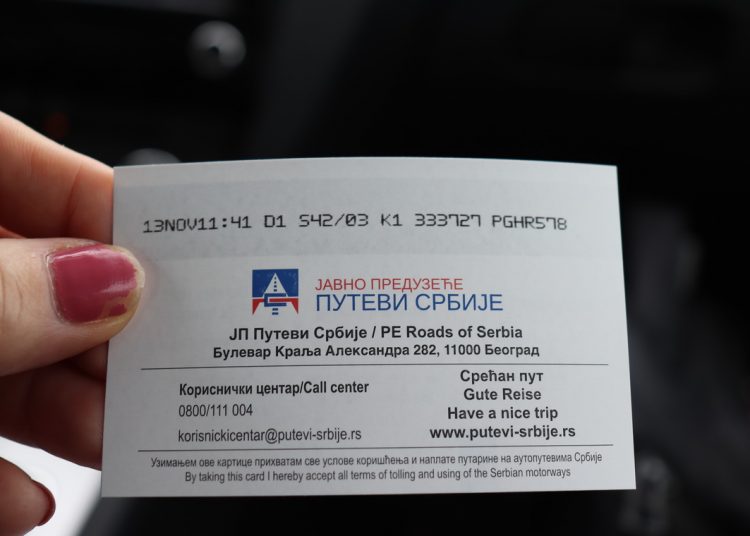 13NOV11:41 D1 S42/03 K1 333727 PGHR578
ЈАВНО ПРЕДУЗЕЋЕ
ПУТЕВИ СРБИЈЕ
ЈП Путеви Србије / PE Roads of Serbia
Булевар Краља Александра 282, 11000 Београд
Кориснички центар/Call center
0800/111 004
korisnickicentar@putevi-srbije.rs
Срећан пут
Gute Reise
Have a nice trip
www.putevi-srbije.rs
Узимањем ове картице прихватам све услове коришћења и наплате путарине на аутопутевима Србије
By taking this card I hereby accept all terms of tolling and using of the Serbian motorways